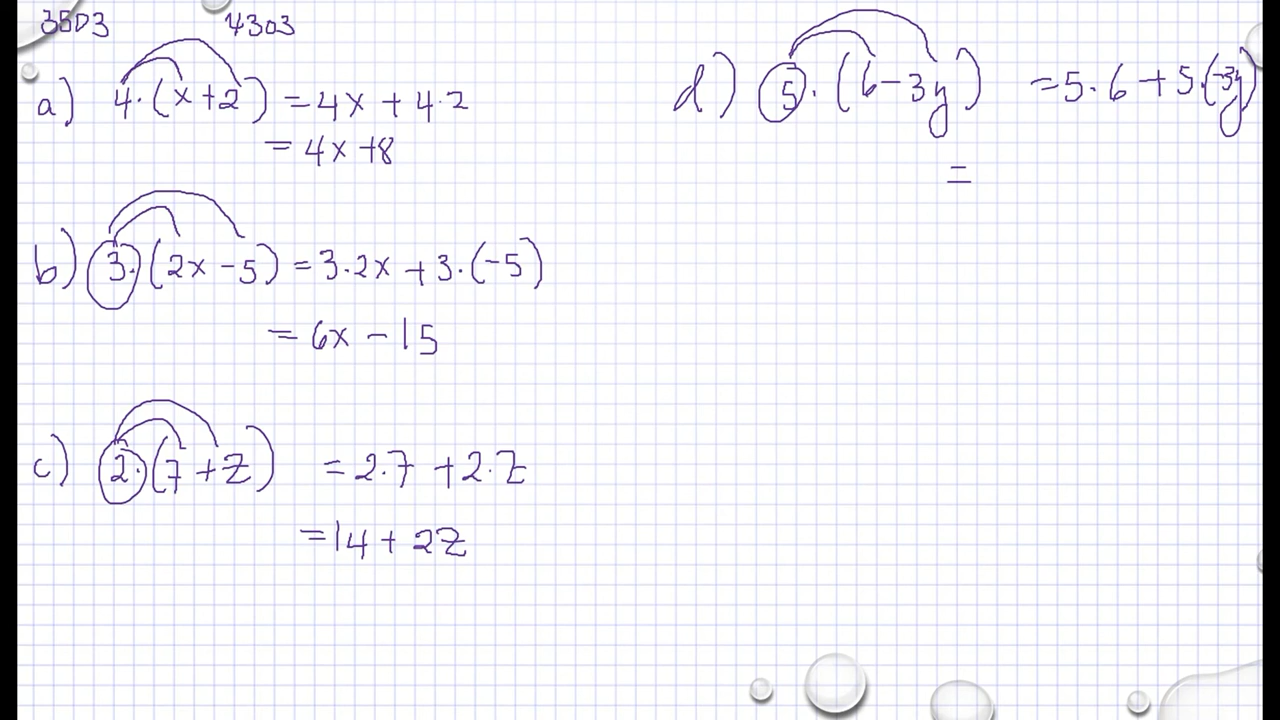 3503 4303
a) 4·(x+2) = 4x + 4·2
= 4x +8
b) 3·(2x -5) = 3·2x + 3·(-5)
= 6x - 15
c) 2·(7 + z) = 2·7 + 2·z
= 14 + 2z
d) 5·(6-3y) = 5·6 + 5·(-3y)
=